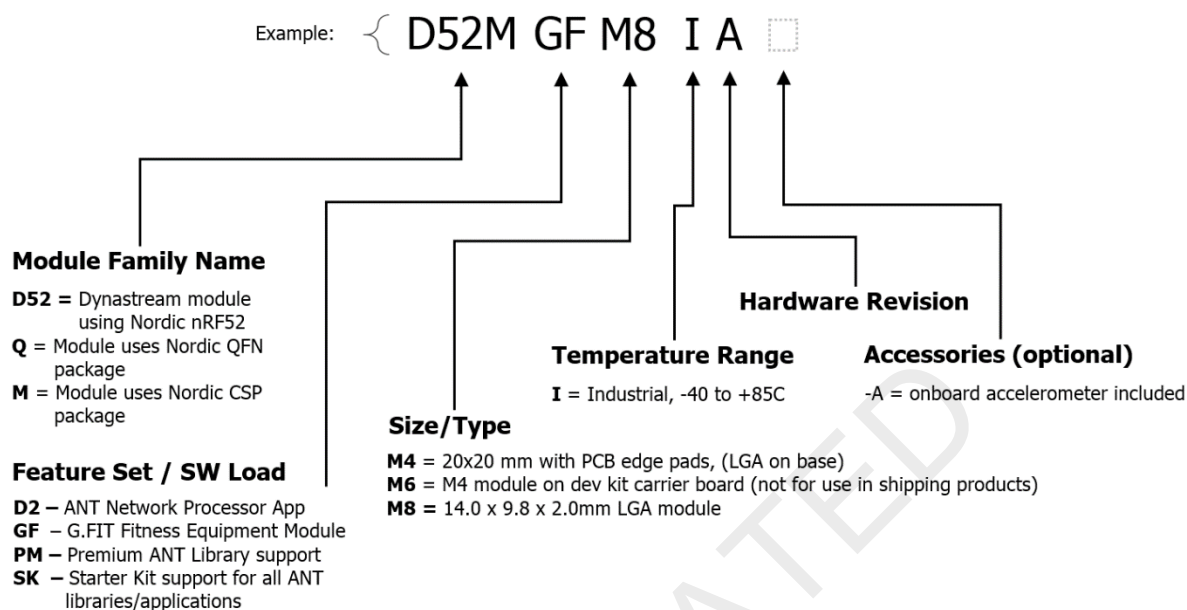 Example:
D52M GF M8 I A
Module Family Name
D52 = Dynastream module
using Nordic nRF52
Q = Module uses Nordic QFN
package
M = Module uses Nordic CSP
package
Feature Set / SW Load
D2 – ANT Network Processor App
GF – G.FIT Fitness Equipment Module
PM – Premium ANT Library support
SK – Starter Kit support for all ANT
libraries/applications
Size/Type
M4 = 20x20 mm with PCB edge pads, (LGA on base)
M6 = M4 module on dev kit carrier board (not for use in shipping products)
M8 = 14.0 x 9.8 x 2.0mm LGA module
Temperature Range
I = Industrial, -40 to +85C
Hardware Revision
Accessories (optional)
-A = onboard accelerometer included
ATED